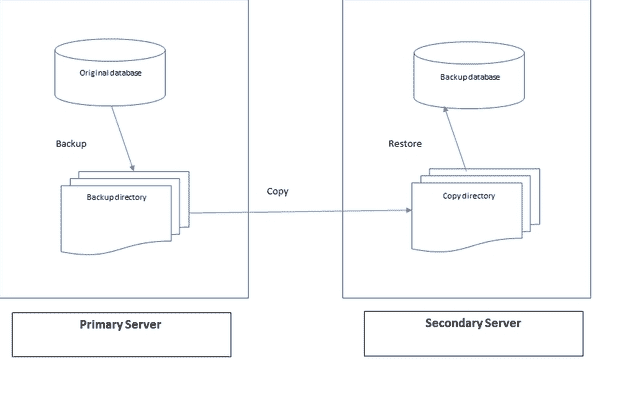 Original database
Backup
Backup directory
Copy
Backup database
Restore
Copy directory
Primary Server
Secondary Server